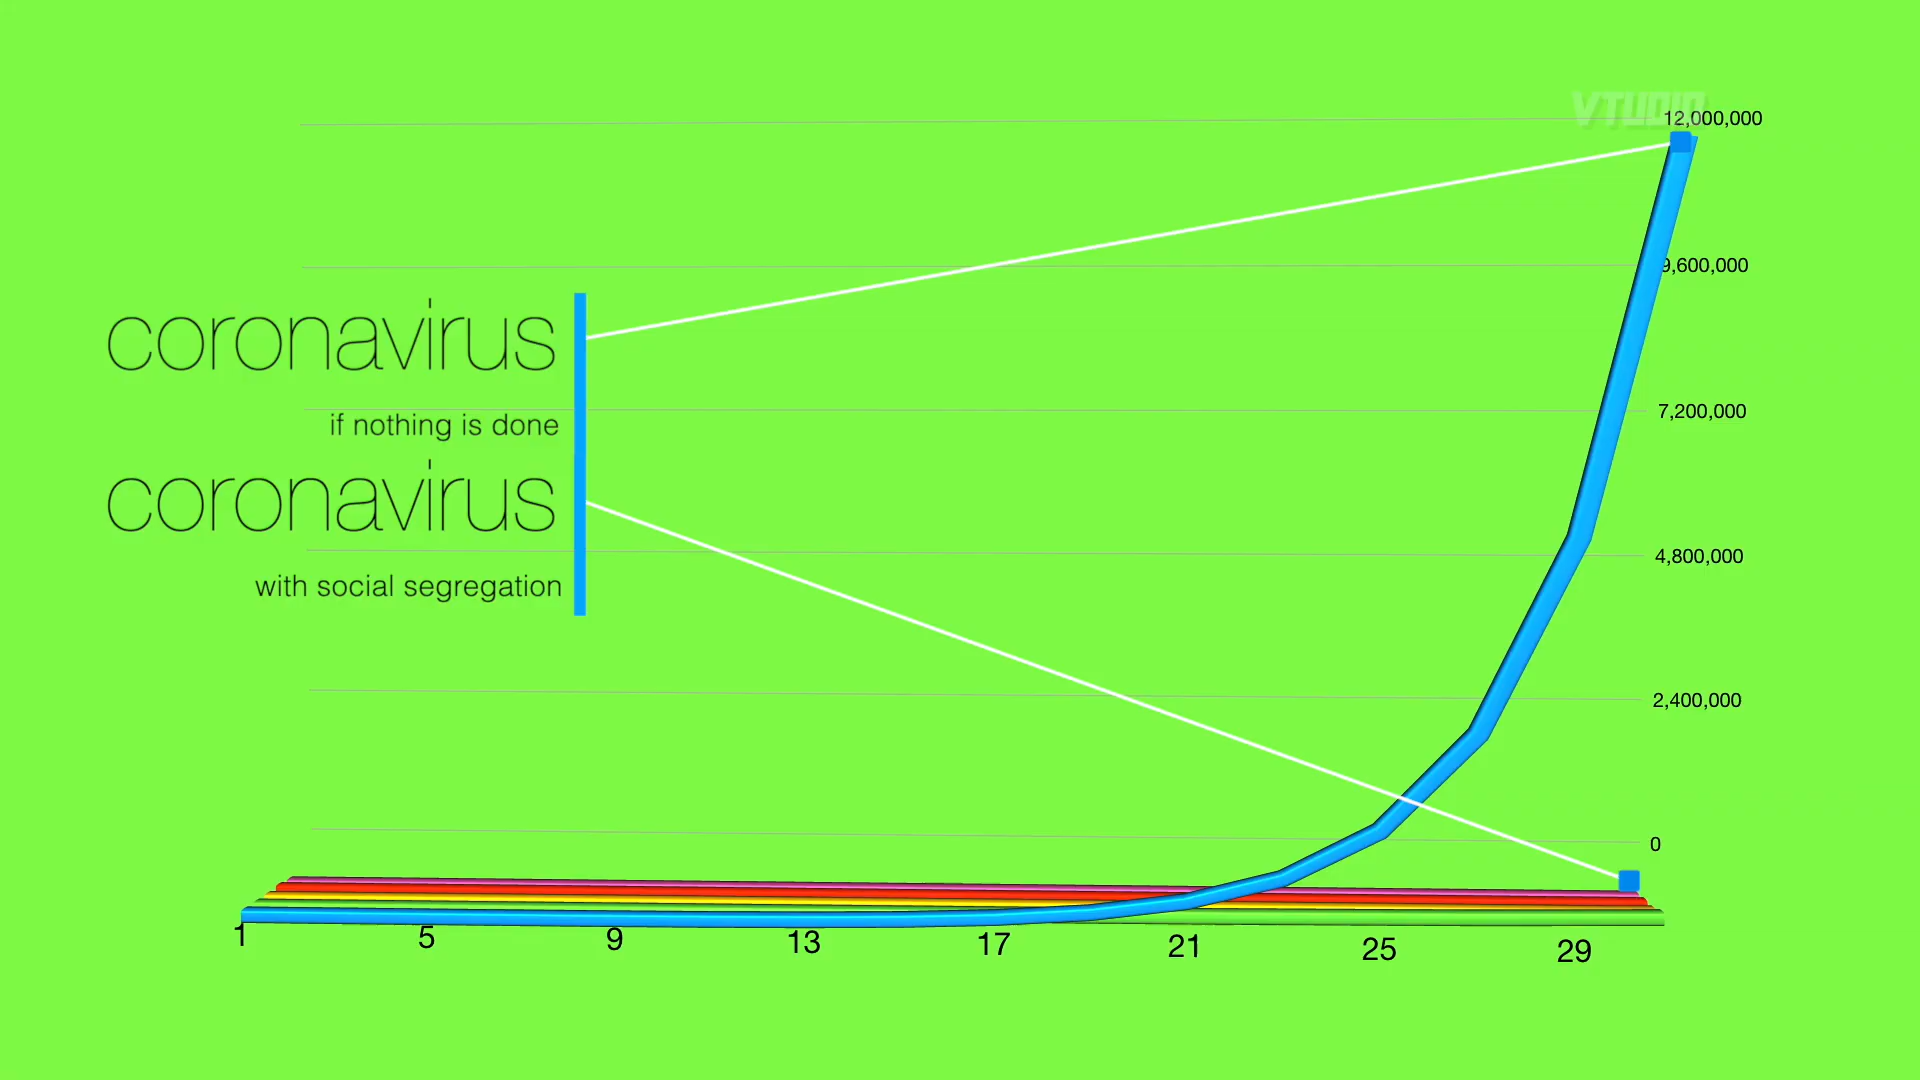 VTUDIO
12,000,000
9,600,000
coronavirus
if nothing is done
7,200,000
coronavirus
4,800,000
with social segregation
2,400,000
0
1 5 9 13 17 21 25 29